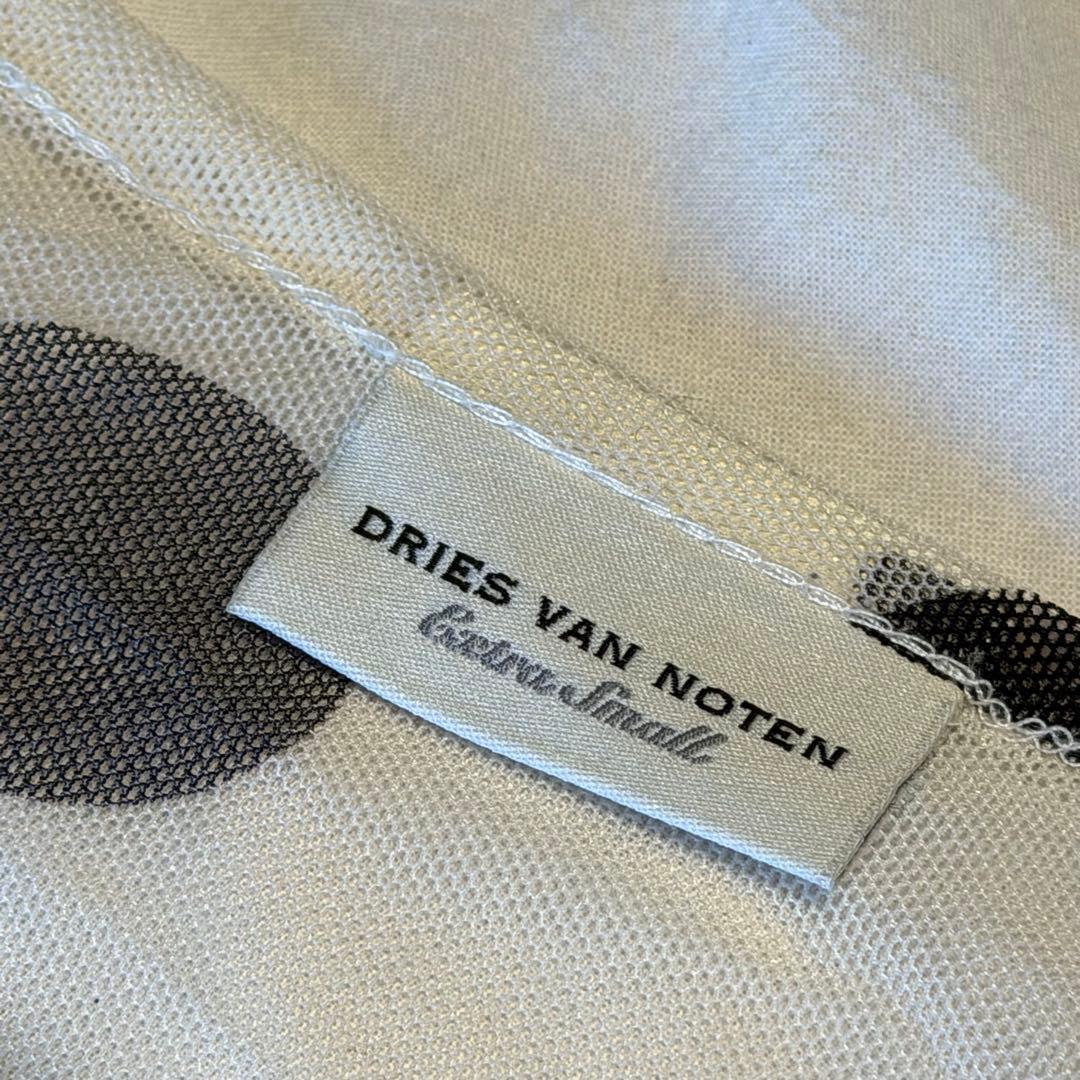 DRIES VAN NOTEN
Extra Small